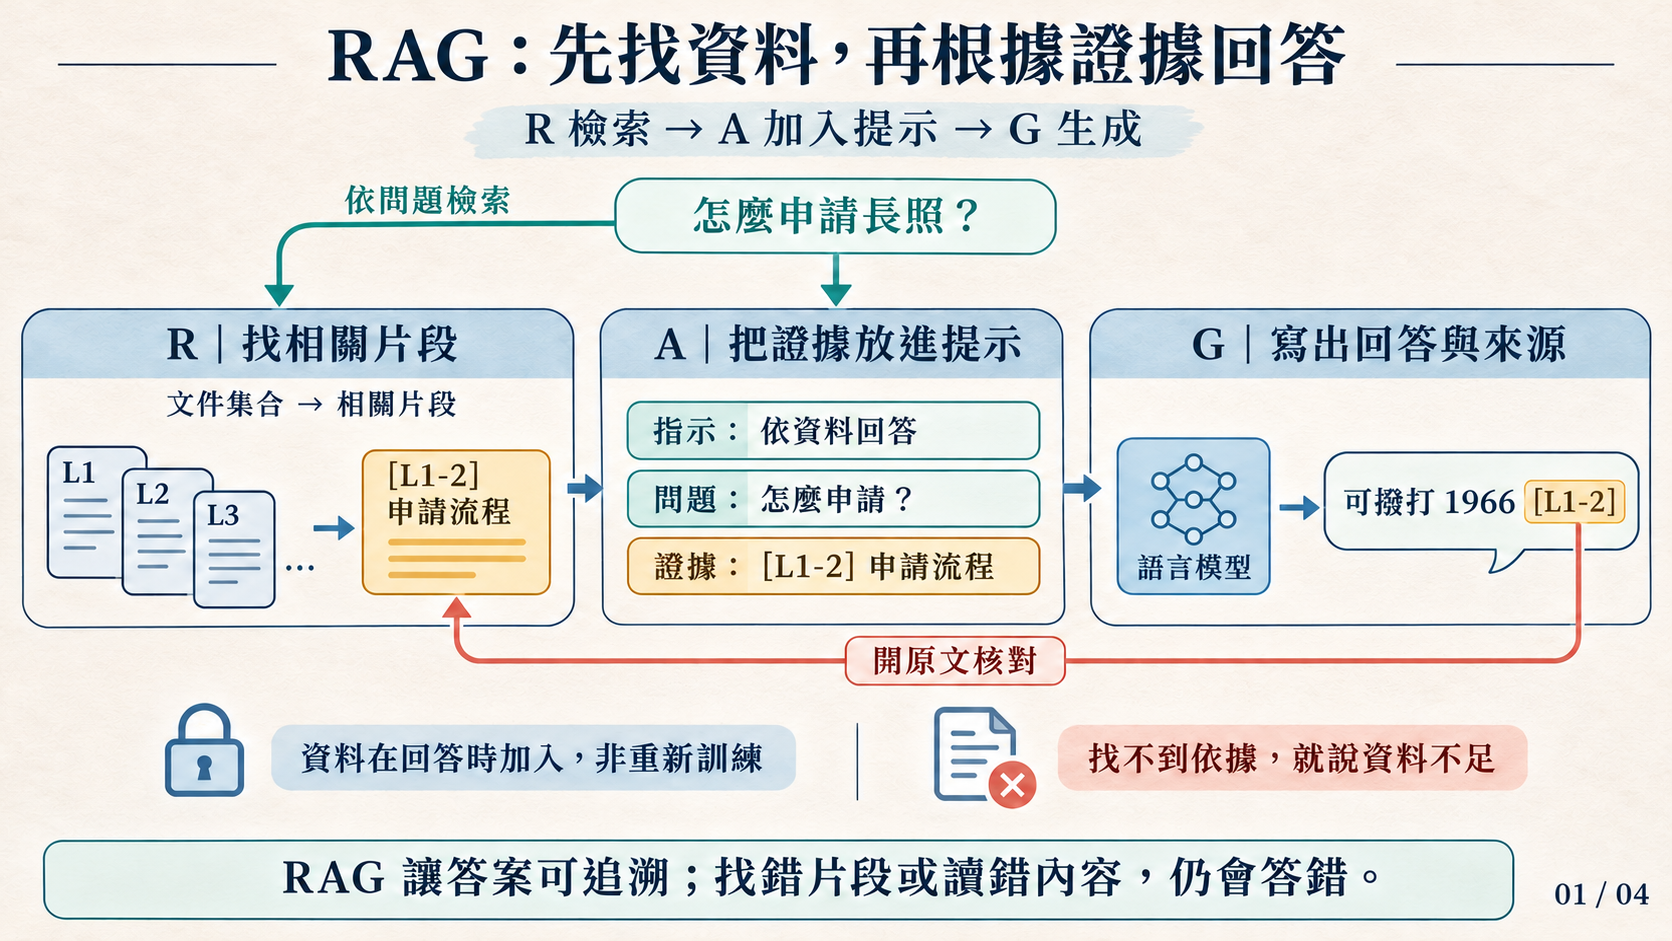 RAG：先找資料，再根據證據回答
R 檢索 → A 加入提示 → G 生成
依問題檢索
怎麼申請長照？
R｜找相關片段
文件集合 → 相關片段
L1
L2
L3
...
[L1-2]
申請流程
A｜把證據放進提示
指示：依資料回答
問題：怎麼申請？
證據：[L1-2] 申請流程
G｜寫出回答與來源
語言模型
可撥打 1966 [L1-2]
開原文核對
資料在回答時加入，非重新訓練
找不到依據，就說資料不足
RAG 讓答案可追溯；找錯片段或讀錯內容，仍會答錯。
01 / 04